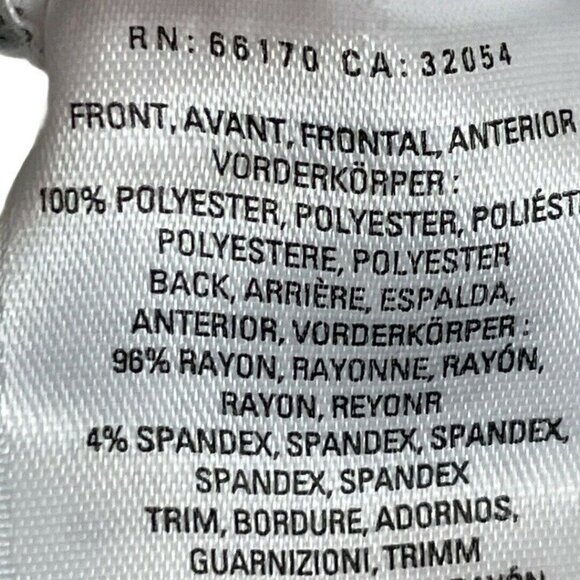 RN: 66170 CA: 32054
FRONT, AVANT, FRONTAL, ANTERIOR
VORDERKÖRPER :
100% POLYESTER, POLYESTER, POLIÉST
POLYESTERE, POLYESTER
BACK, ARRIÈRE, ESPALDA,
ANTERIOR, VORDERKÖRPER :
96% RAYON, RAYONNE, RAYÓN,
RAYON, REYONR
4% SPANDEX, SPANDEX, SPANDEX,
SPANDEX, SPANDEX
TRIM, BORDURE, ADORNOS,
GUARNIZIONI, TRIMM